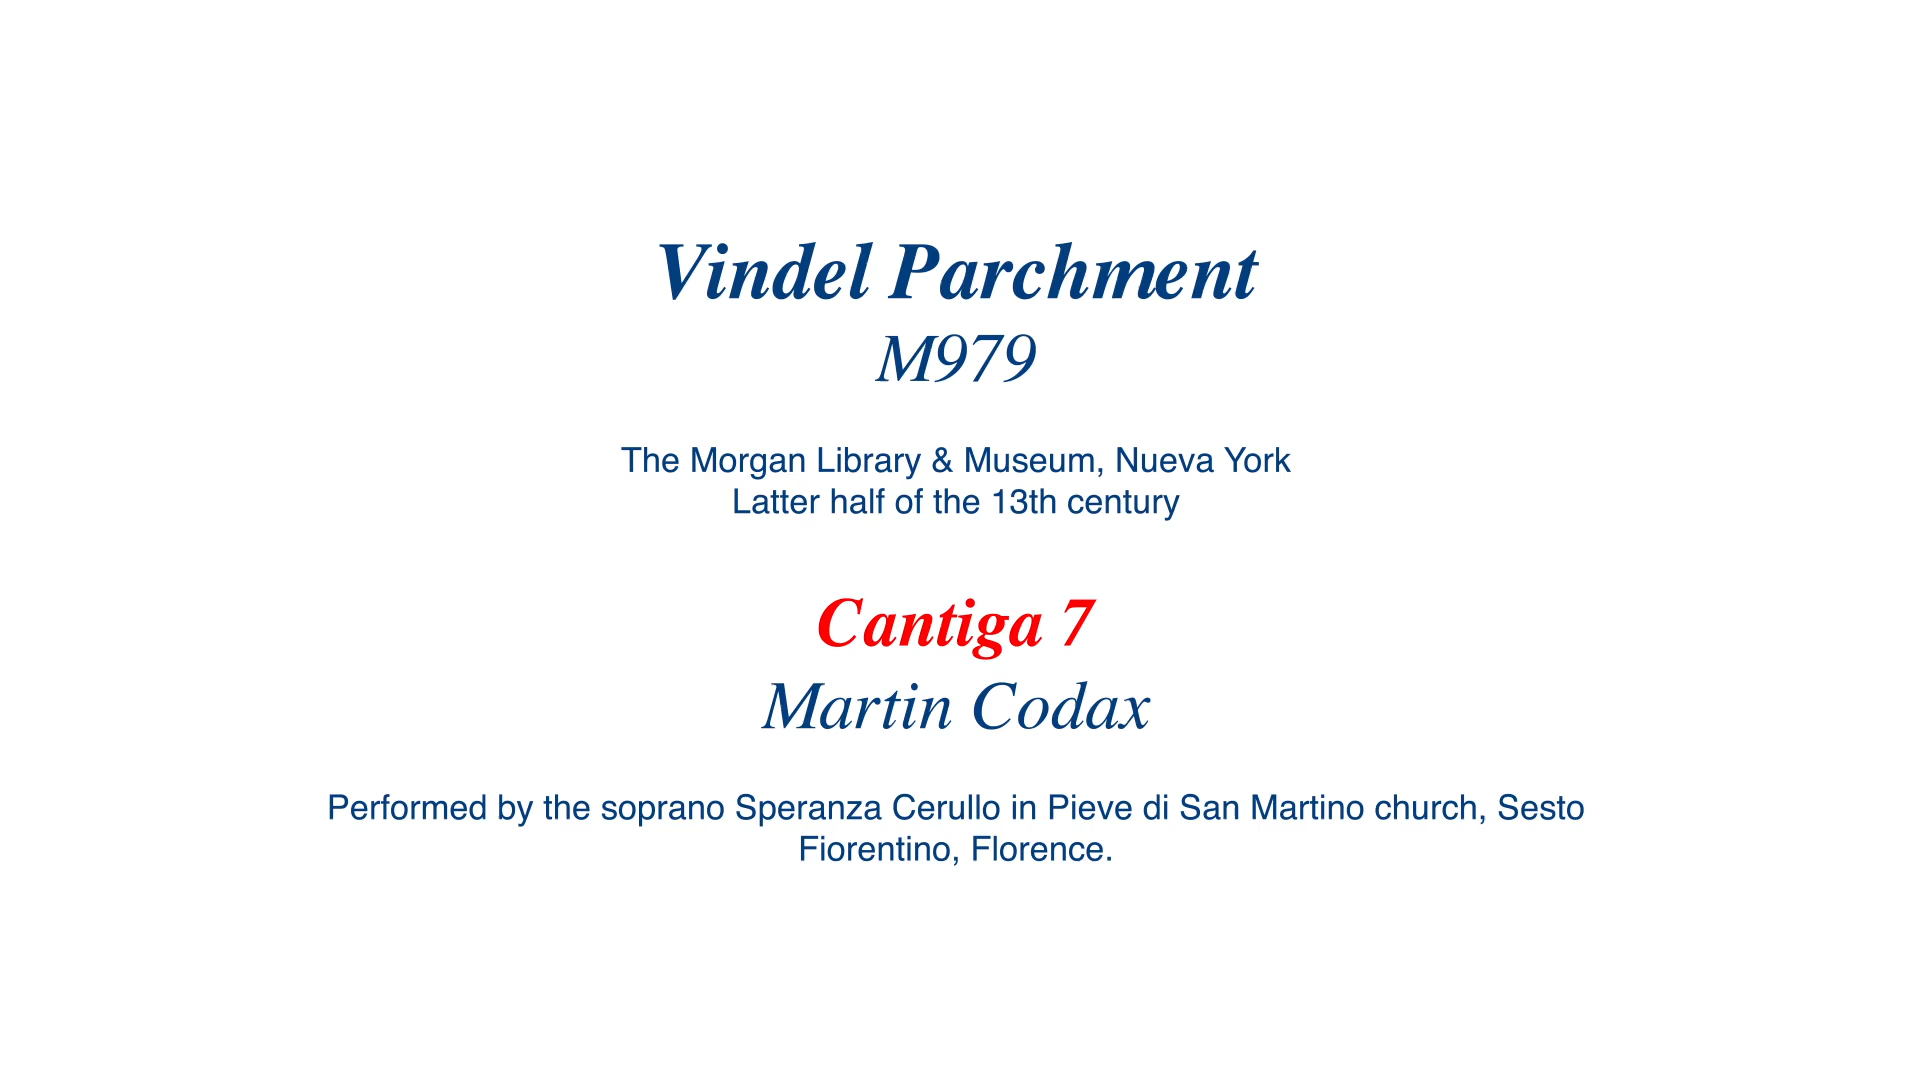 Vindel Parchment
M979
The Morgan Library & Museum, Nueva York
Latter half of the 13th century
Cantiga 7
Martin Codax
Performed by the soprano Speranza Cerullo in Pieve di San Martino church, Sesto
Fiorentino, Florence.